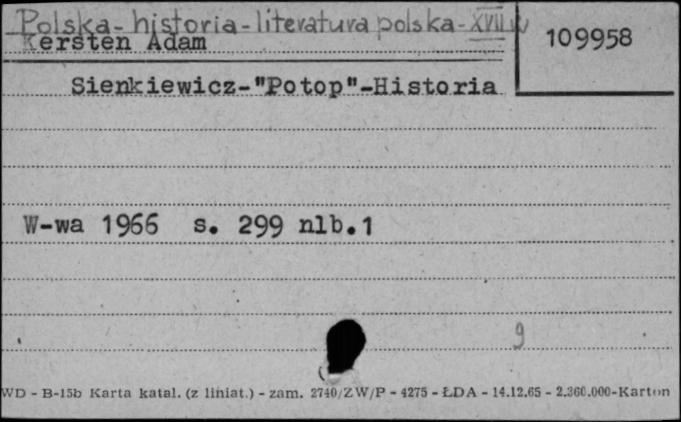 Polska - historia - literatura polska - XVII w
Kersten Adam
109958
Sienkiewicz-"Potop"-Historia
W-wa 1966 s. 299 nlb.1
9
WD - B-15b Karta katal. (z liniat.) - zam. 2740/ZW/P - 4275 - ŁDA - 14.12.65 - 2.360.000-Karton